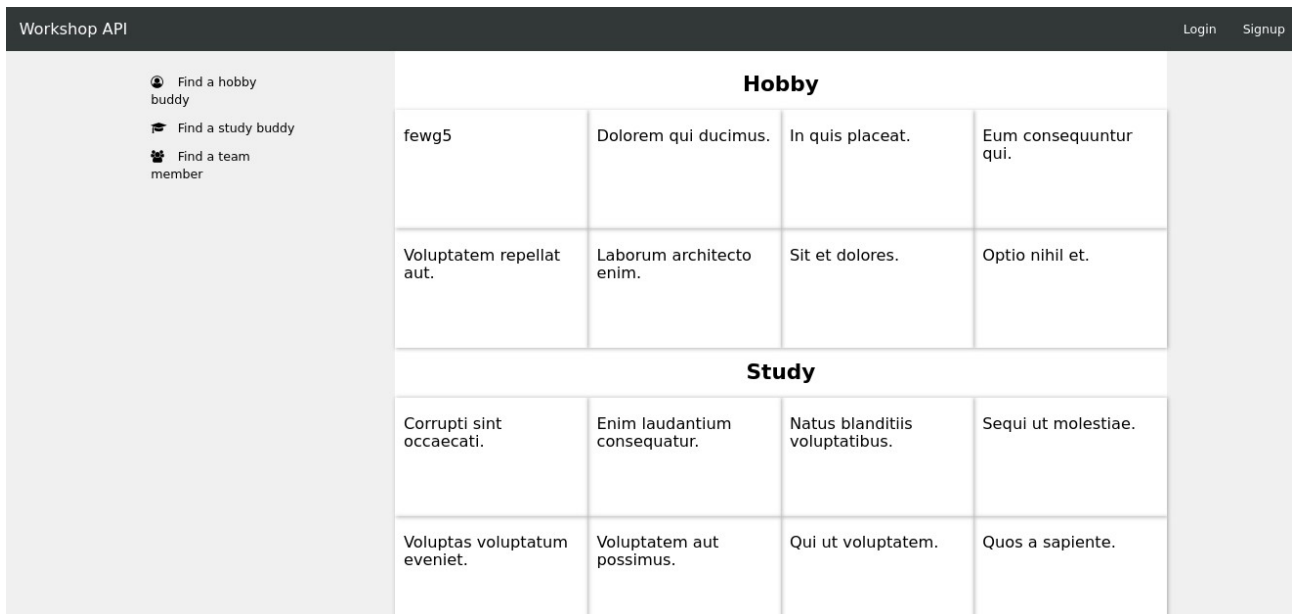 Workshop API
Login
Signup
Find a hobby
buddy
Find a study buddy
Find a team
member
Hobby
fewg5
Dolorem qui ducimus.
In quis placeat.
Eum consequuntur
qui.
Voluptatem repellat
aut.
Laborum architecto
enim.
Sit et dolores.
Optio nihil et.
Study
Corrupti sint
occaecati.
Enim laudantium
consequatur.
Natus blanditiis
voluptatibus.
Sequi ut molestiae.
Voluptas voluptatum
eveniet.
Voluptatem aut
possimus.
Qui ut voluptatem.
Quos a sapiente.